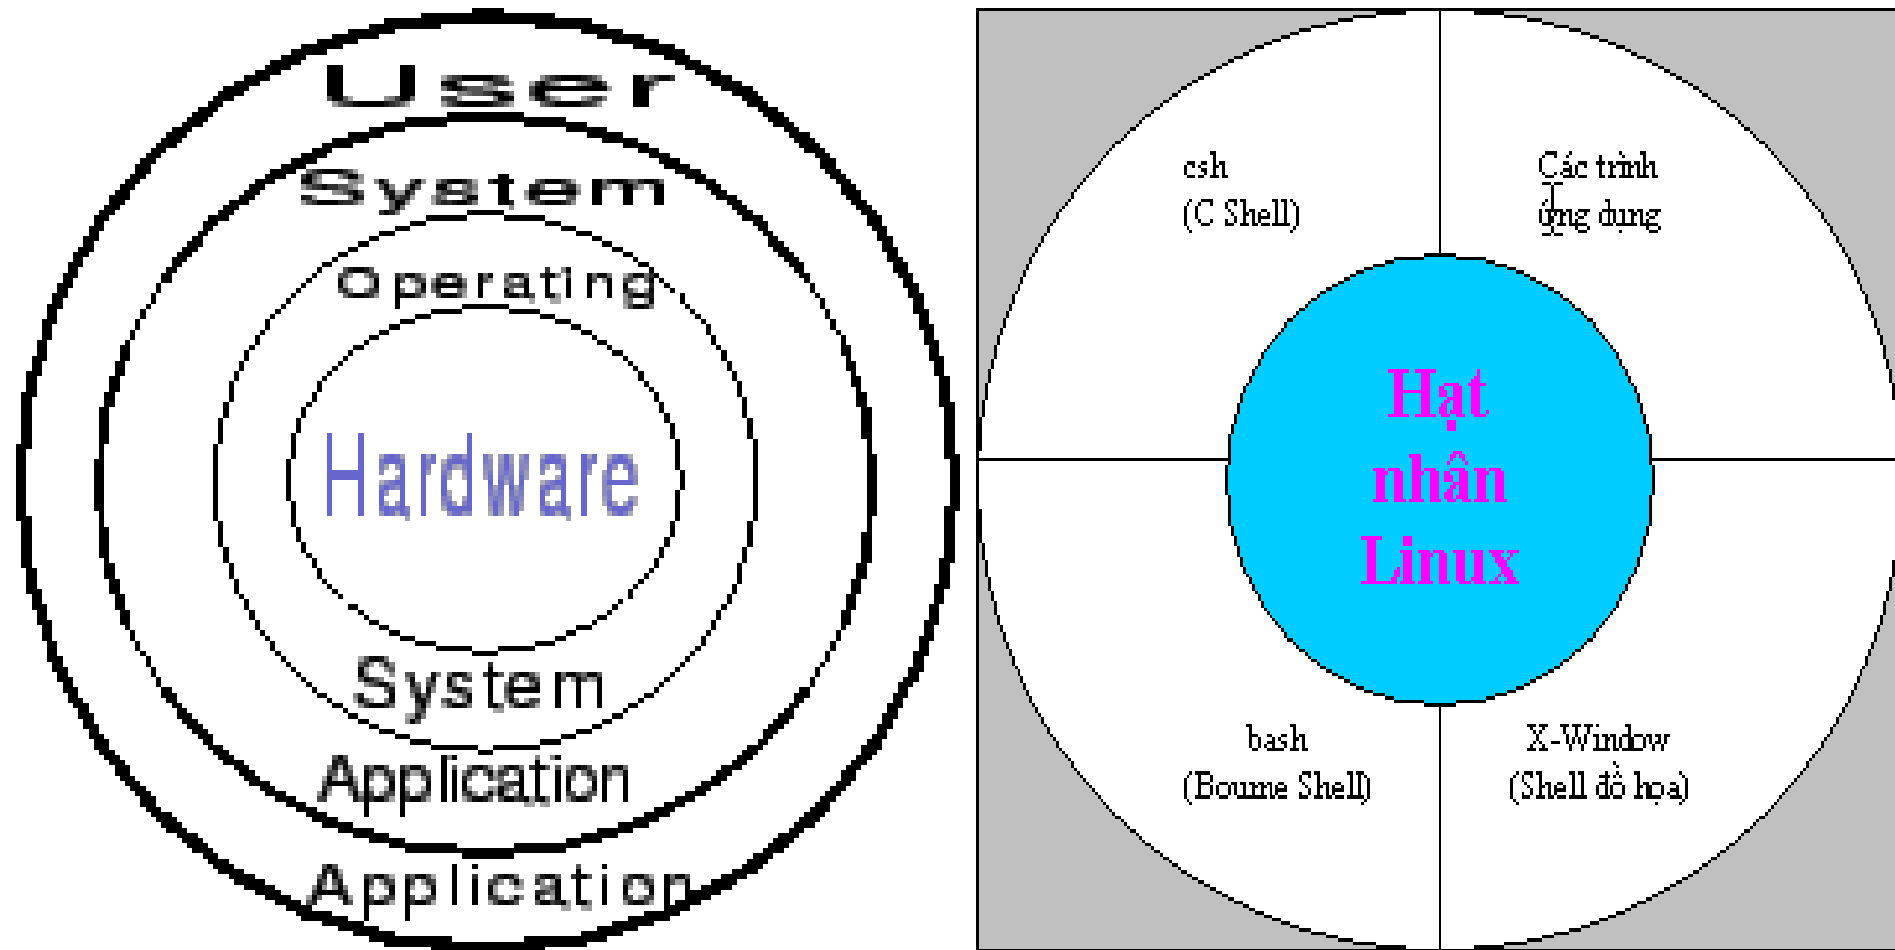 User
System
Operating
Hardware
System
Application
Application
csh
(C Shell)
Các trình
ứng dụng
Hạt
nhân
Linux
bash
(Bourne Shell)
X-Window
(Shell đồ họa)